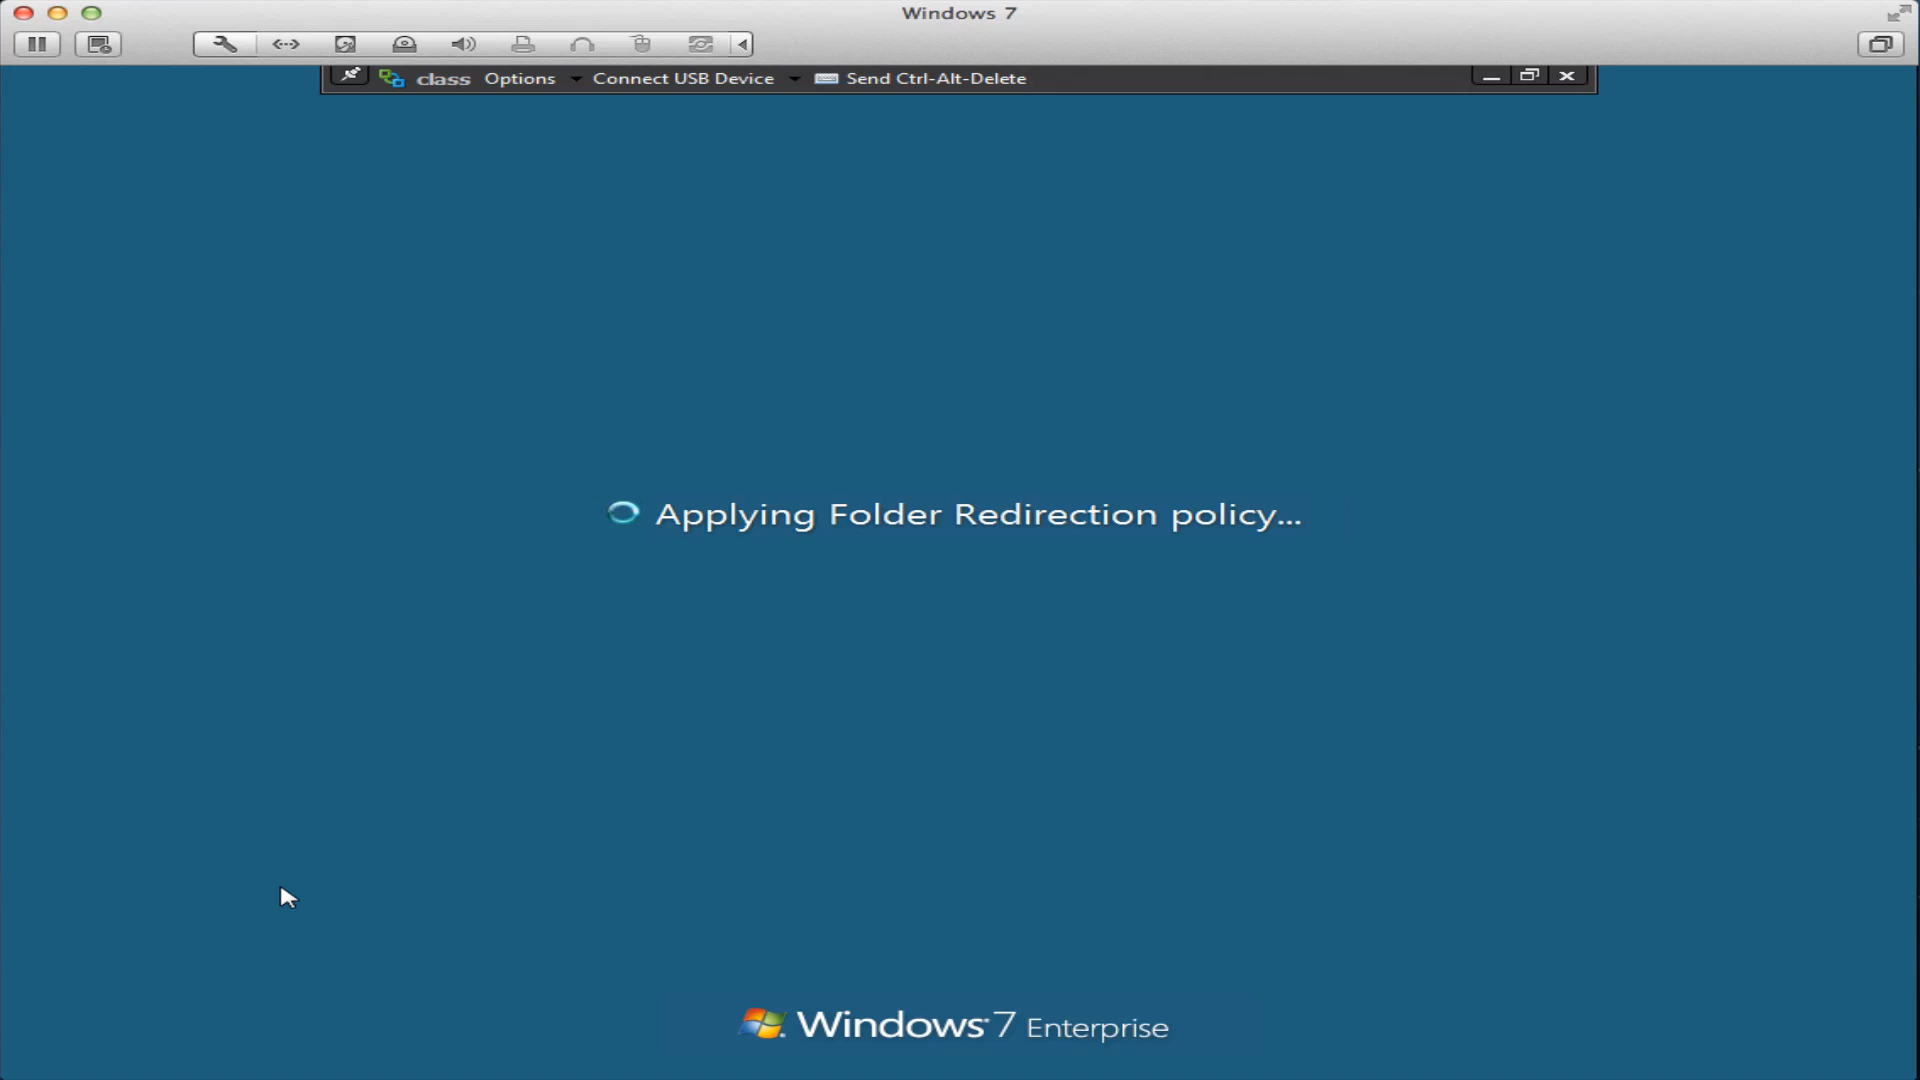 Windows 7
class Options Connect USB Device Send Ctrl-Alt-Delete
Applying Folder Redirection policy...
Windows 7 Enterprise